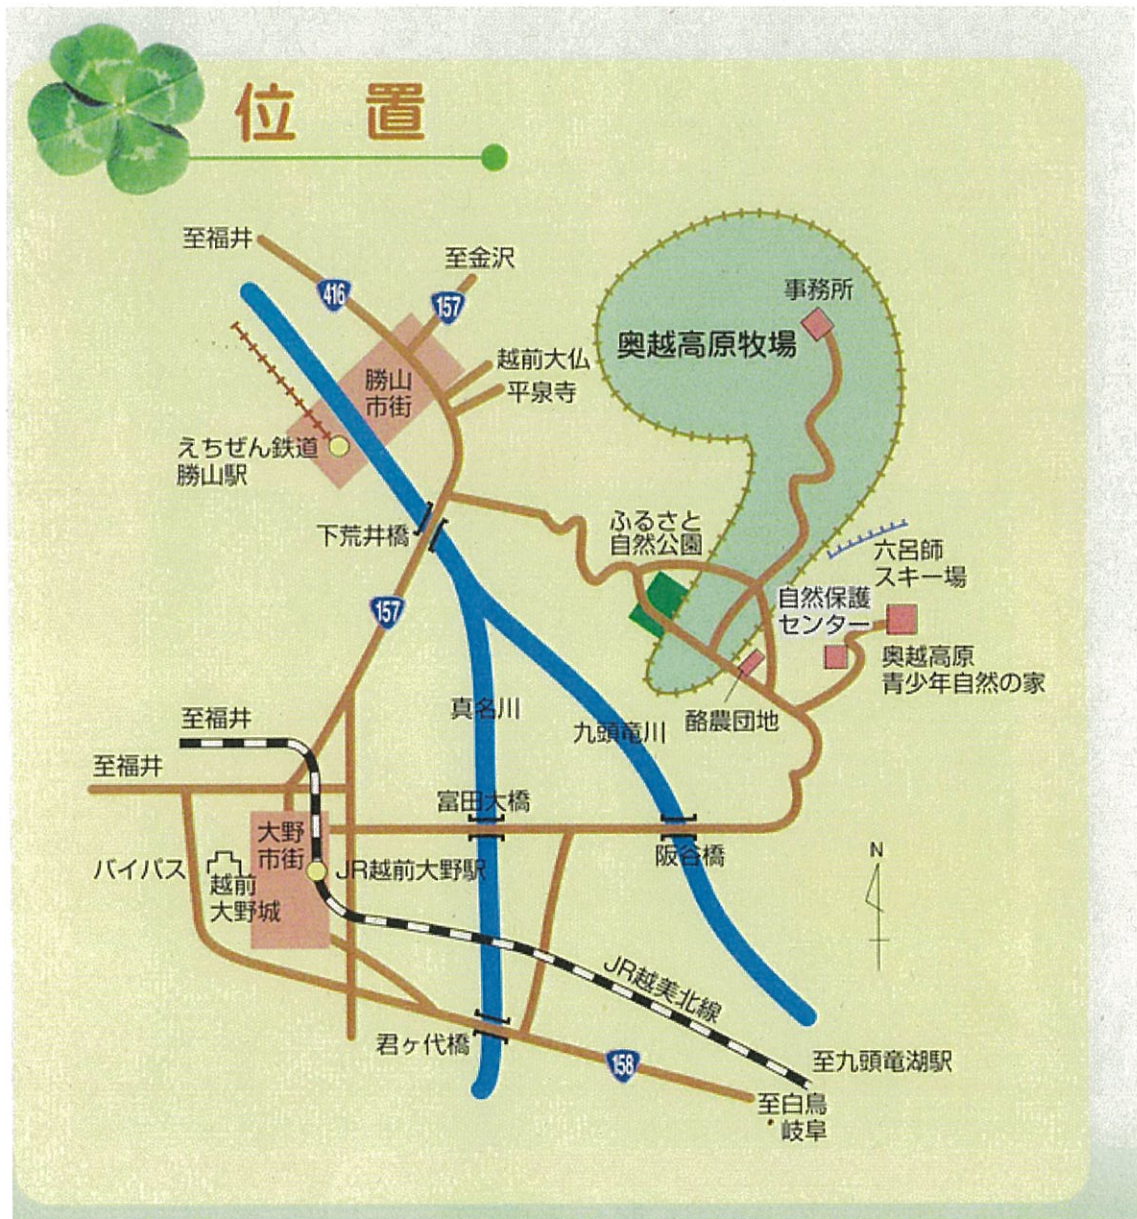 位 置
至福井
至金沢
416
157
事務所
奥越高原牧場
越前大仏
平泉寺
勝山
市街
えちぜん鉄道
勝山駅
下荒井橋
ふるさと
自然公園
六呂師
スキー場
自然保護
センター
157
奥越高原
青少年自然の家
真名川
至福井
九頭竜川
酪農団地
至福井
富田大橋
大野
市街
バイパス
越前
大野城
JR越前大野駅
阪谷橋
N
JR越美北線
君ヶ代橋
158
至九頭竜湖駅
至白鳥
・岐阜